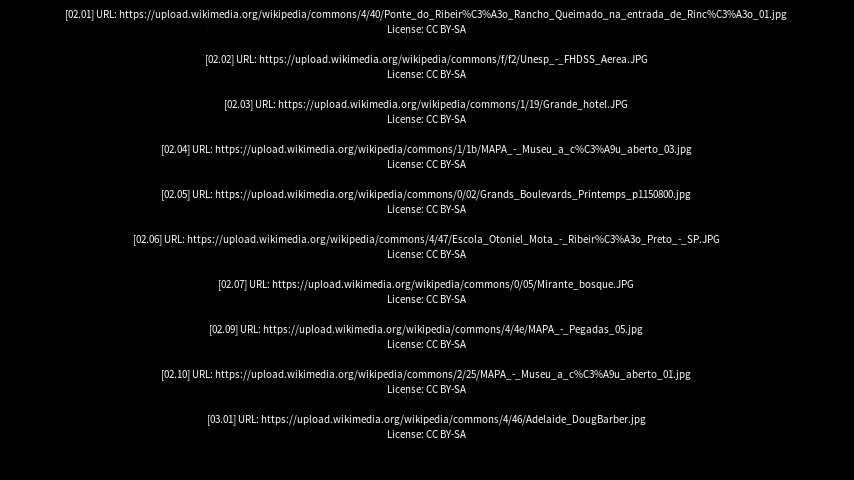 [02.01] URL: https://upload.wikimedia.org/wikipedia/commons/4/40/Ponte_do_Ribeir%C3%A3o_Rancho_Queimado_na_entrada_de_Rinc%C3%A3o_01.jpg
License: CC BY-SA
[02.02] URL: https://upload.wikimedia.org/wikipedia/commons/f/f2/Unesp_-_FHDSS_Aerea.JPG
License: CC BY-SA
[02.03] URL: https://upload.wikimedia.org/wikipedia/commons/1/19/Grande_hotel.JPG
License: CC BY-SA
[02.04] URL: https://upload.wikimedia.org/wikipedia/commons/1/1b/MAPA_-_Museu_a_c%C3%A9u_aberto_03.jpg
License: CC BY-SA
[02.05] URL: https://upload.wikimedia.org/wikipedia/commons/0/02/Grands_Boulevards_Printemps_p1150800.jpg
License: CC BY-SA
[02.06] URL: https://upload.wikimedia.org/wikipedia/commons/4/47/Escola_Otoniel_Mota_-_Ribeir%C3%A3o_Preto_-_SP.JPG
License: CC BY-SA
[02.07] URL: https://upload.wikimedia.org/wikipedia/commons/0/05/Mirante_bosque.JPG
License: CC BY-SA
[02.09] URL: https://upload.wikimedia.org/wikipedia/commons/4/4e/MAPA_-_Pegadas_05.jpg
License: CC BY-SA
[02.10] URL: https://upload.wikimedia.org/wikipedia/commons/2/25/MAPA_-_Museu_a_c%C3%A9u_aberto_01.jpg
License: CC BY-SA
[03.01] URL: https://upload.wikimedia.org/wikipedia/commons/4/46/Adelaide_DougBarber.jpg
License: CC BY-SA